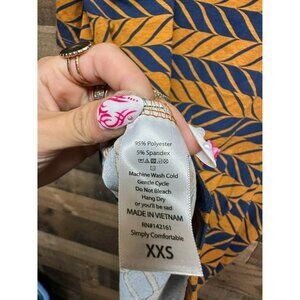 95% Polyester
5% Spandex
Machine Wash Cold
Gentle Cycle
Do Not Bleach
Hang Dry
or you'll be sad
MADE IN VIETNAM
RN#142161
Simply Comfortable
XXS